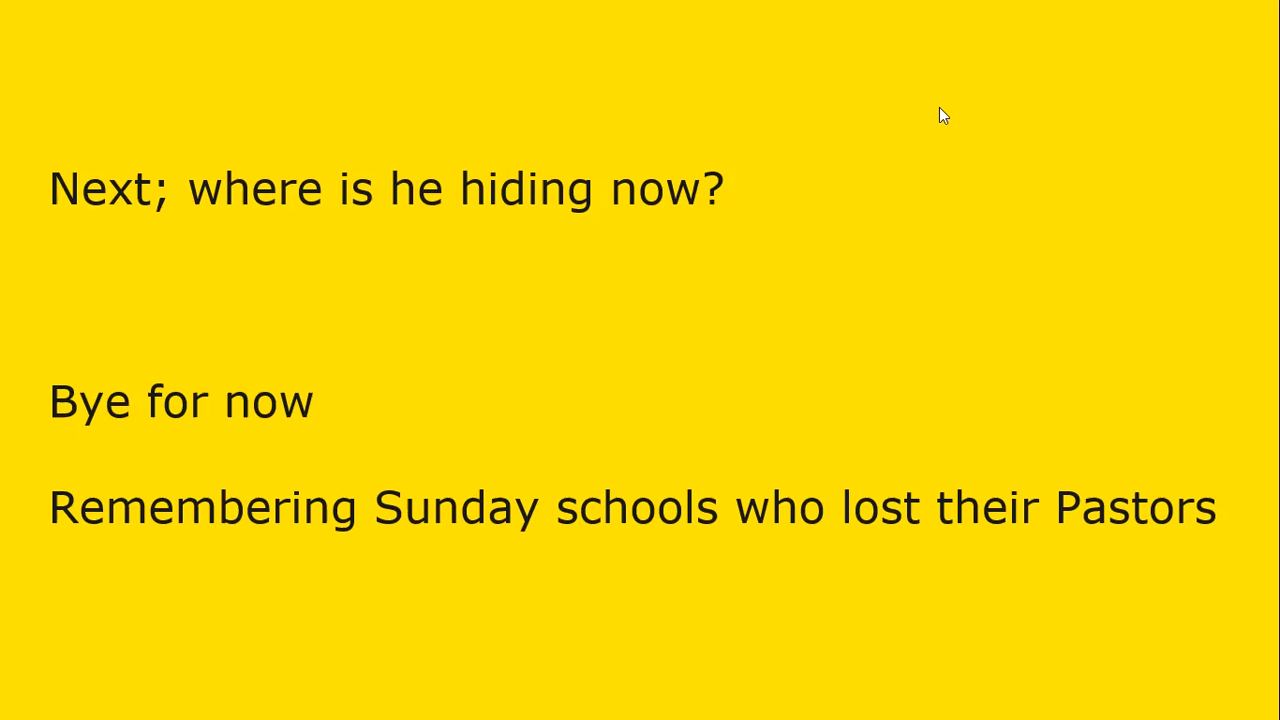 Next; where is he hiding now?
Bye for now
Remembering Sunday schools who lost their Pastors